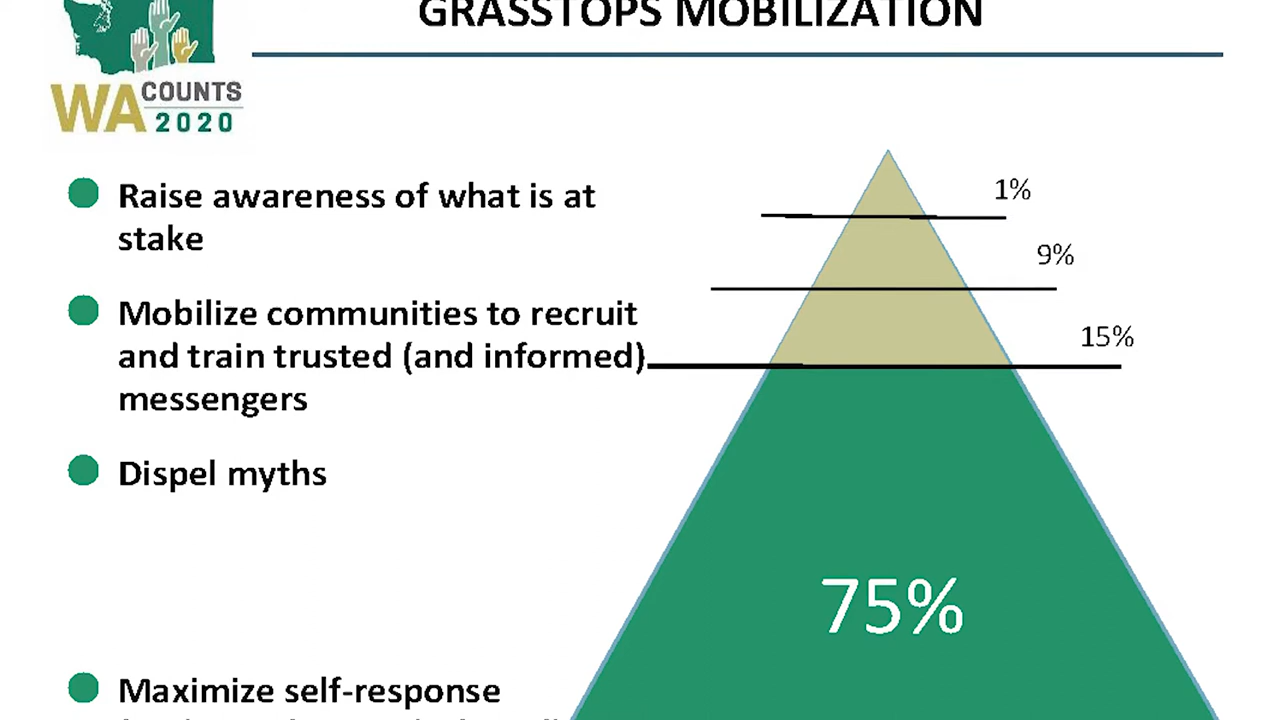 GRASSTOPS MOBILIZATION
WA COUNTS
2020
Raise awareness of what is at
stake
Mobilize communities to recruit
and train trusted (and informed)
messengers
Dispel myths
Maximize self-response
1%
9%
15%
75%